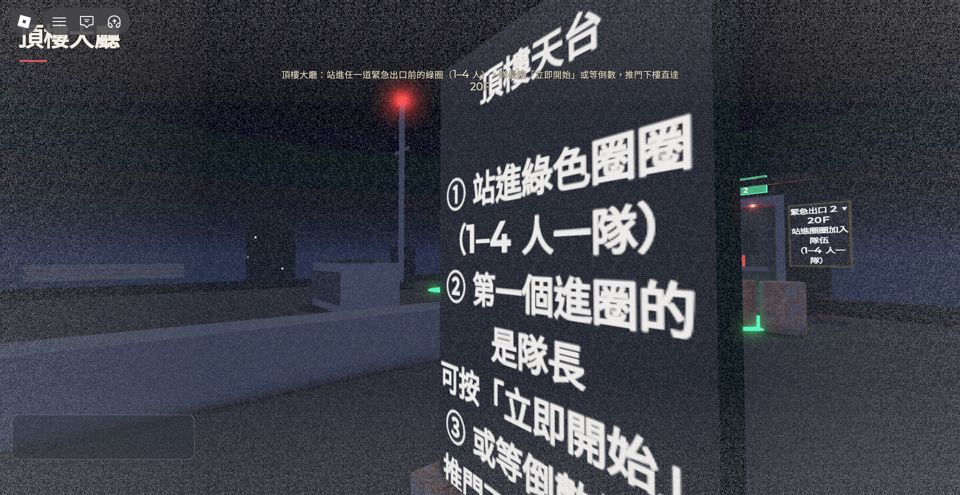 頂樓大廳
頂樓大廳：站進任一道緊急出口前的綠圈（1–4 人）「立即開始」或等倒數，推門下樓直達
20F
頂樓天台
① 站進綠色圈圈
（1–4 人一隊）
② 第一個進圈的
是隊長
可按「立即開始」
③ 或等倒數
推門
2
緊急出口 2 ▼
20F
站進圈圈加入
隊伍
（1–4 人一
隊）